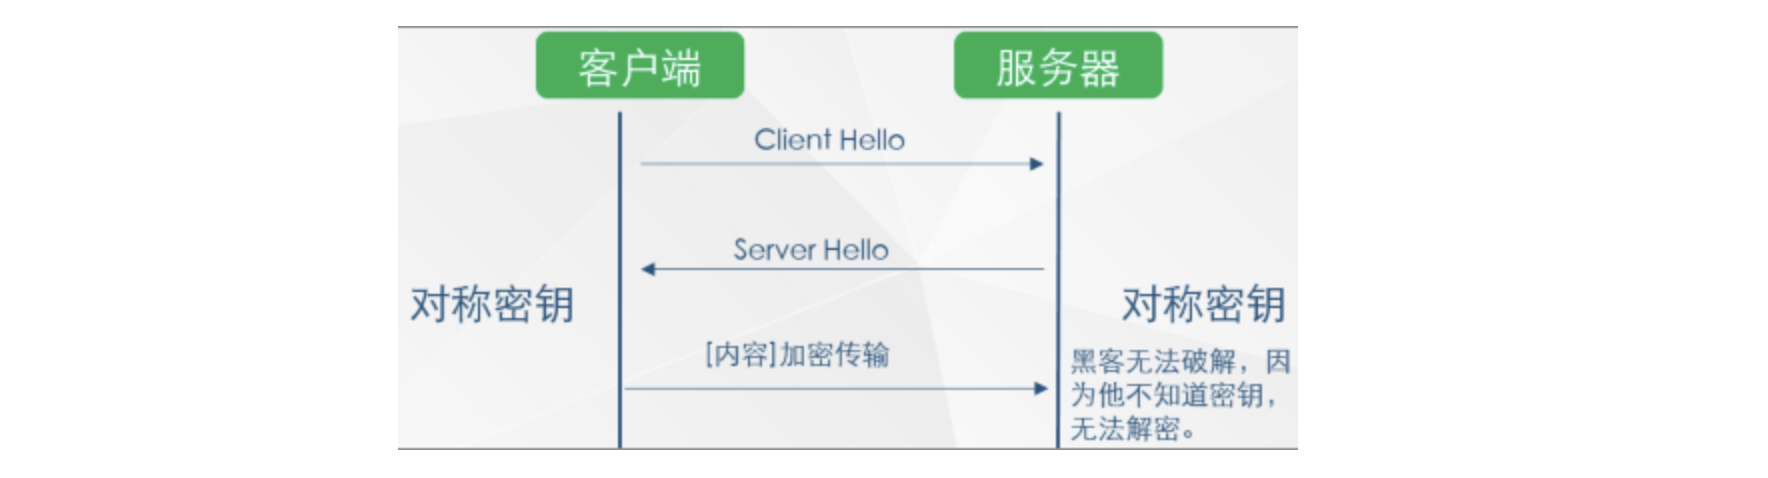 客户端
服务器
Client Hello
Server Hello
对称密钥
对称密钥
[内容]加密传输
黑客无法破解，因
为他不知道密钥，
无法解密。